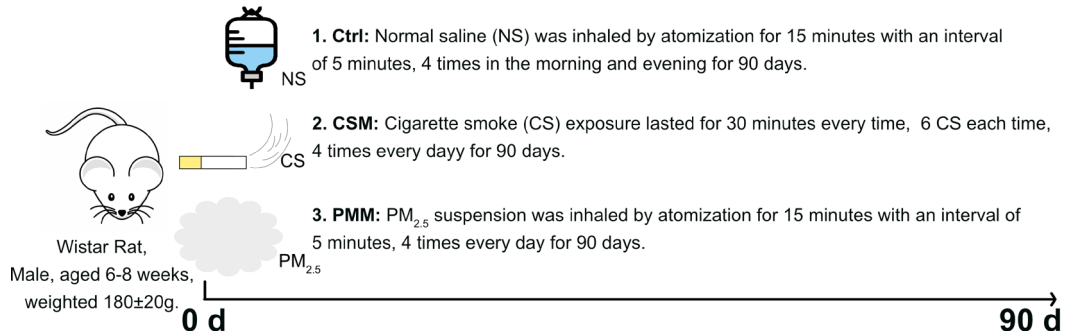 1. Ctrl: Normal saline (NS) was inhaled by atomization for 15 minutes with an interval
of 5 minutes, 4 times in the morning and evening for 90 days.
NS
2. CSM: Cigarette smoke (CS) exposure lasted for 30 minutes every time, 6 CS each time,
4 times every dayy for 90 days.
CS
3. PMM: PM2.5 suspension was inhaled by atomization for 15 minutes with an interval of
5 minutes, 4 times every day for 90 days.
PM2.5
Wistar Rat,
Male, aged 6-8 weeks,
weighted 180±20g.
0 d
90 d